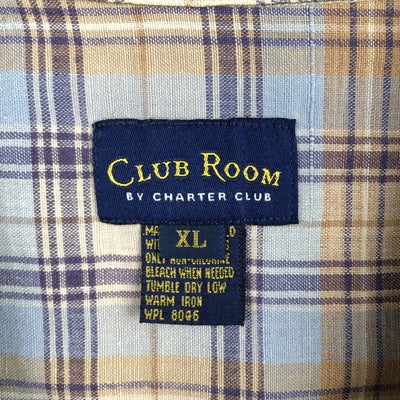 CLUB ROOM
BY CHARTER CLUB
XL
ONLY NON-CHLORINE
BLEACH WHEN NEEDED
TUMBLE DRY LOW
WARM IRON
WPL 8046